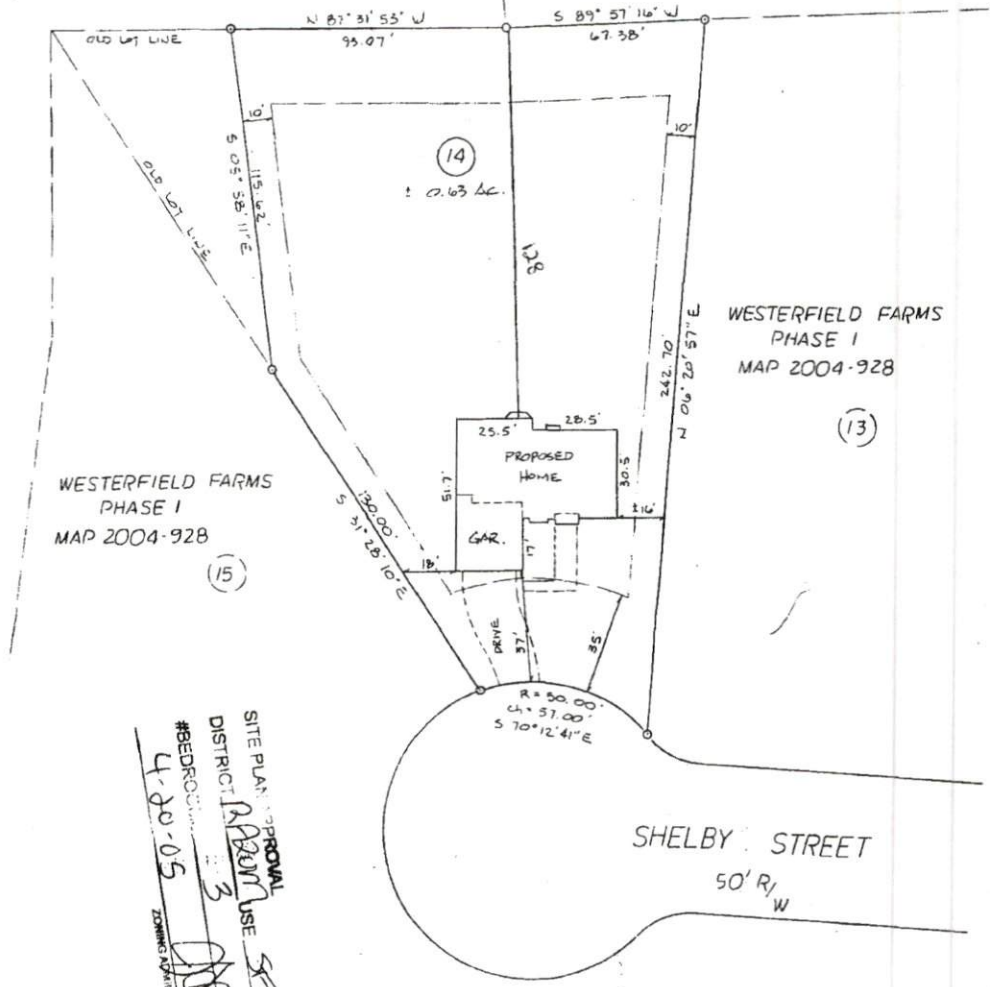 N 87° 31' 53" W
93.07'
S 89° 57' 16" W
67.38'
OLD LOT LINE
OLD LOT LINE
10'
115.62'
S 05° 58' 11" E
14
± 0.63 AC.
10'
128
242.70'
N 06° 20' 57" E
WESTERFIELD FARMS
PHASE 1
MAP 2004-928
13
25.5'
28.5'
PROPOSED
HOME
30.5
51.7'
±16'
GAR.
17'
18'
130.00'
S 31° 28' 10" E
WESTERFIELD FARMS
PHASE 1
MAP 2004-928
15
DRIVE
37'
35'
R = 50.00'
CH = 57.00'
S 70° 12' 41" E
SHELBY STREET
50' R/W
SITE PLAN APPROVAL
DISTRICT USE SF
#BEDROOMS 3
4-20-05
ZONING